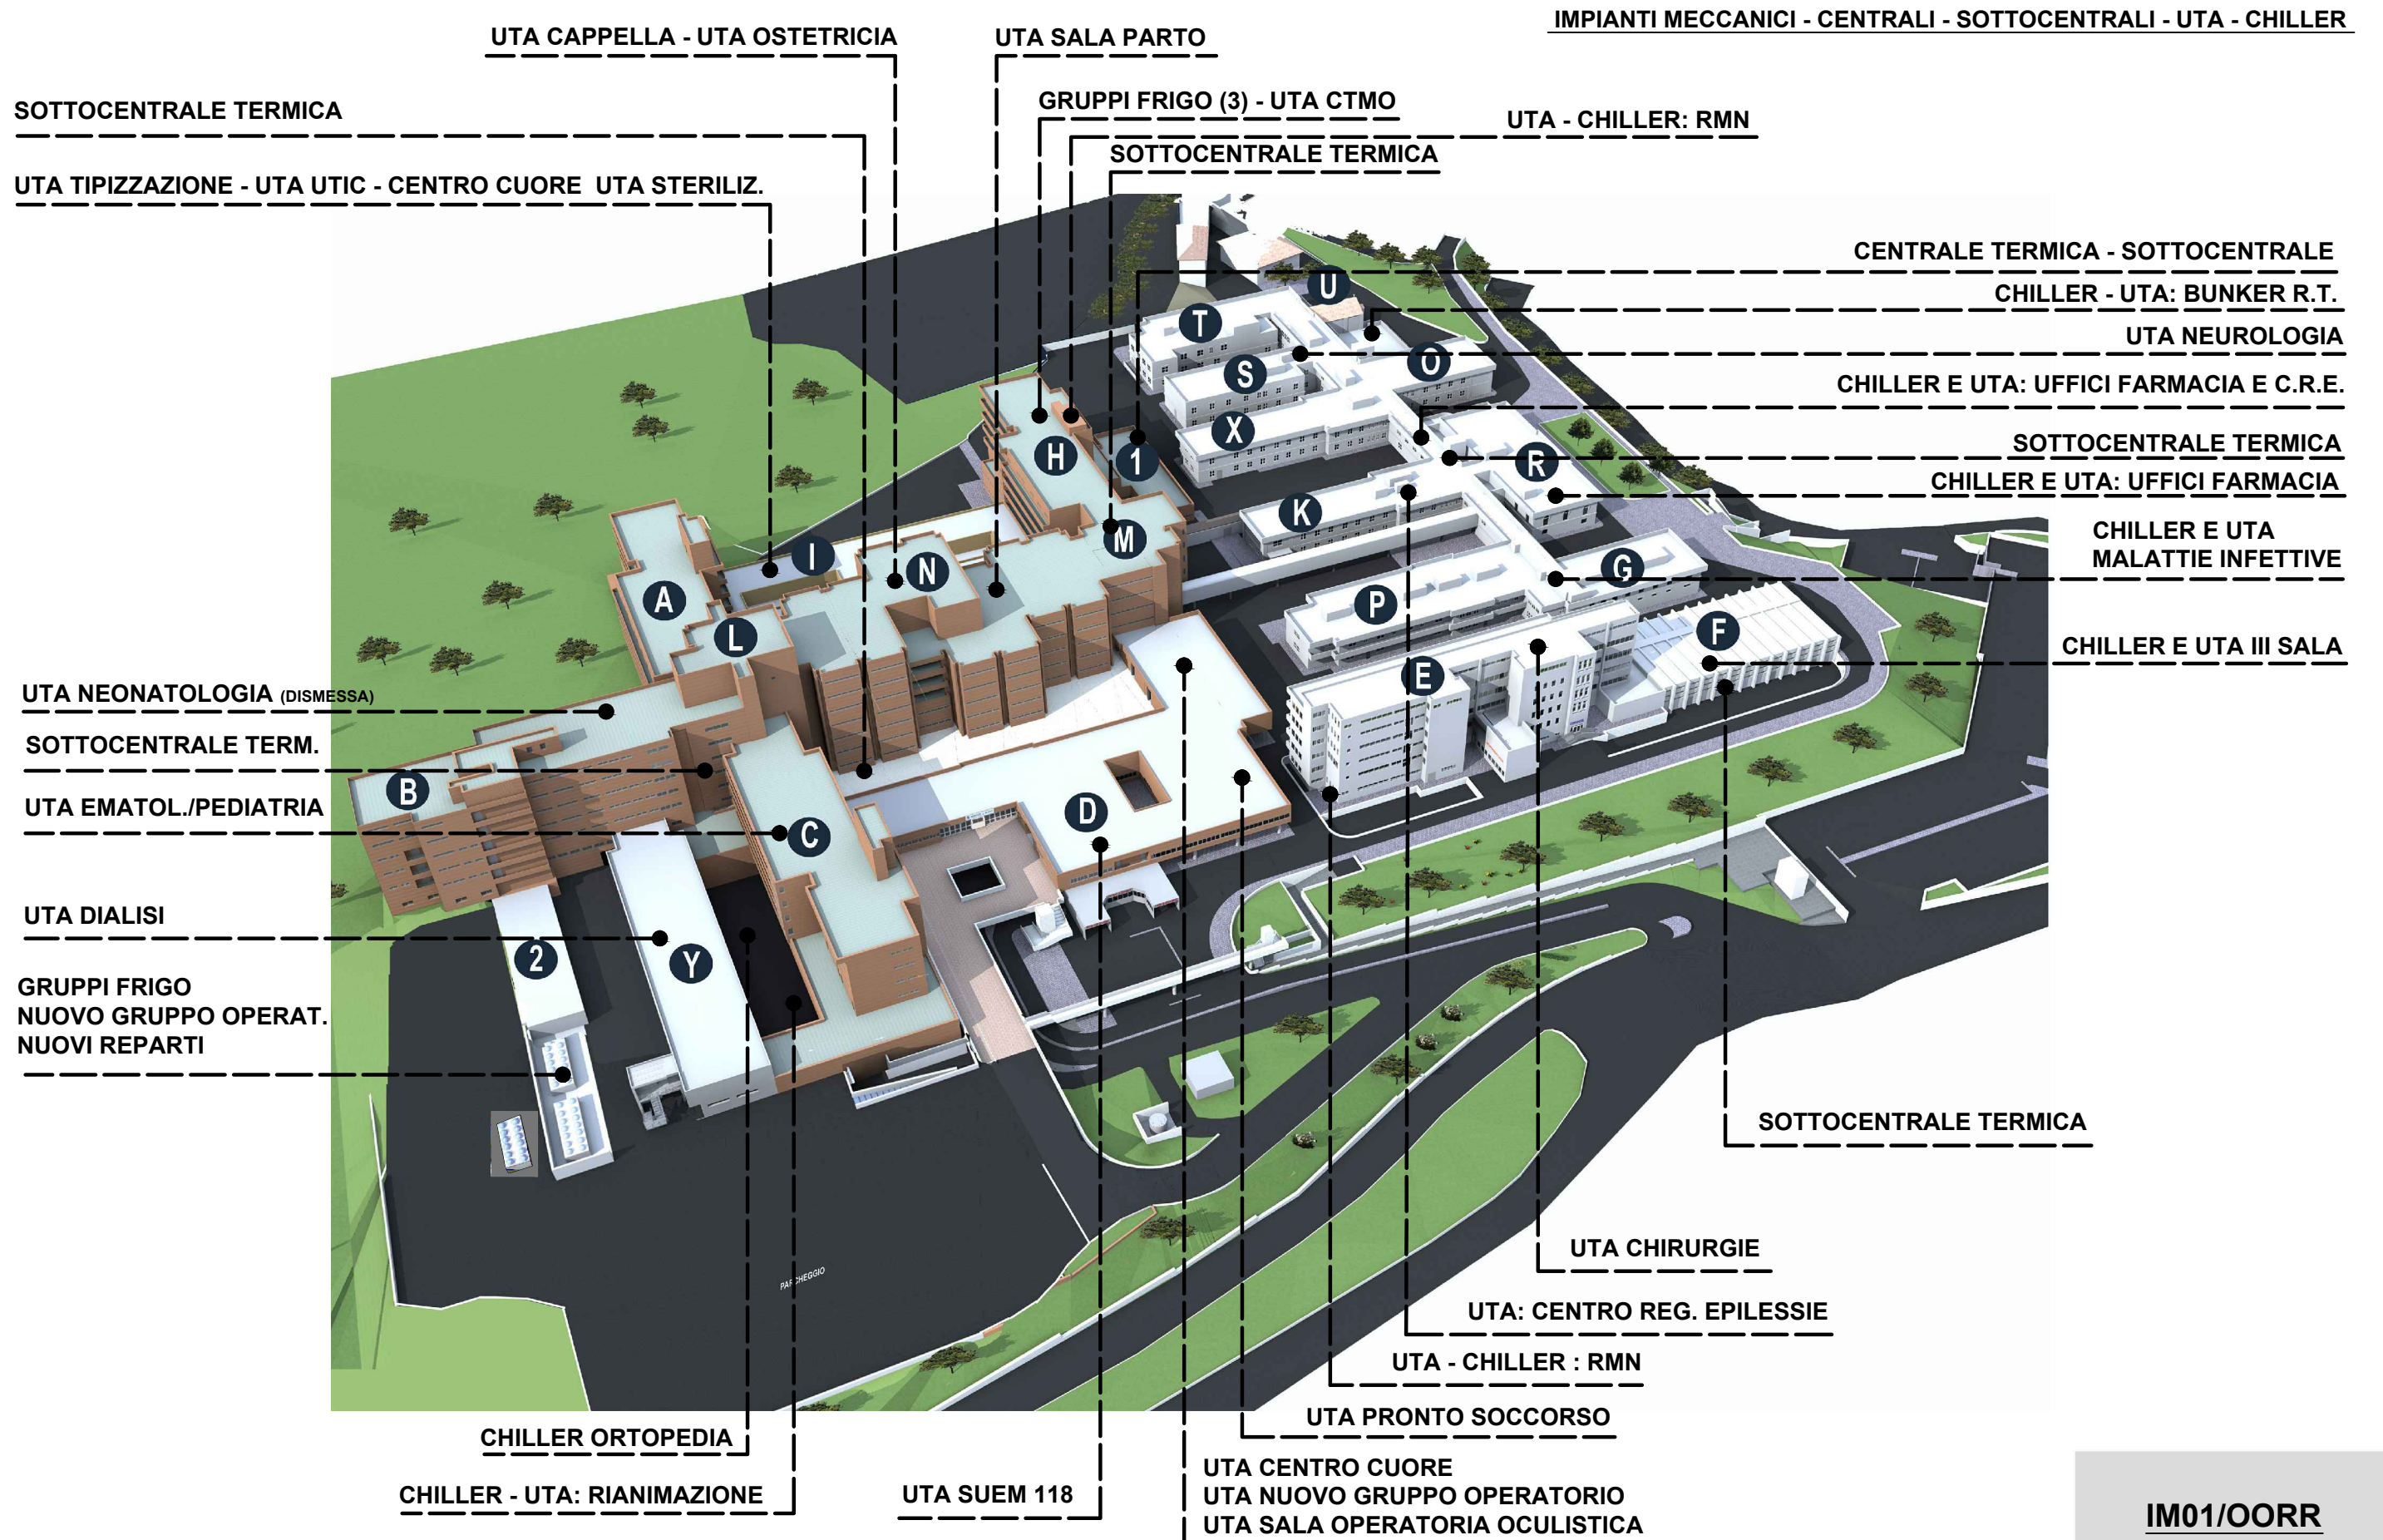 IMPIANTI MECCANICI - CENTRALI - SOTTOCENTRALI - UTA - CHILLER
UTA CAPPELLA - UTA OSTETRICIA
UTA SALA PARTO
SOTTOCENTRALE TERMICA
GRUPPI FRIGO (3) - UTA CTMO
UTA - CHILLER: RMN
SOTTOCENTRALE TERMICA
UTA TIPIZZAZIONE - UTA UTIC - CENTRO CUORE UTA STERILIZ.
CENTRALE TERMICA - SOTTOCENTRALE
CHILLER - UTA: BUNKER R.T.
UTA NEUROLOGIA
CHILLER E UTA: UFFICI FARMACIA E C.R.E.
SOTTOCENTRALE TERMICA
CHILLER E UTA: UFFICI FARMACIA
CHILLER E UTA
MALATTIE INFETTIVE
CHILLER E UTA III SALA
U
T
O
S
X
H
1
R
K
M
I
N
G
A
P
L
F
E
B
D
C
2
Y
UTA NEONATOLOGIA (DISMESSA)
SOTTOCENTRALE TERM.
UTA EMATOL./PEDIATRIA
UTA DIALISI
GRUPPI FRIGO
NUOVO GRUPPO OPERAT.
NUOVI REPARTI
PARCHEGGIO
SOTTOCENTRALE TERMICA
UTA CHIRURGIE
UTA: CENTRO REG. EPILESSIE
UTA - CHILLER : RMN
UTA PRONTO SOCCORSO
CHILLER ORTOPEDIA
CHILLER - UTA: RIANIMAZIONE
UTA SUEM 118
UTA CENTRO CUORE
UTA NUOVO GRUPPO OPERATORIO
UTA SALA OPERATORIA OCULISTICA
IM01/OORR